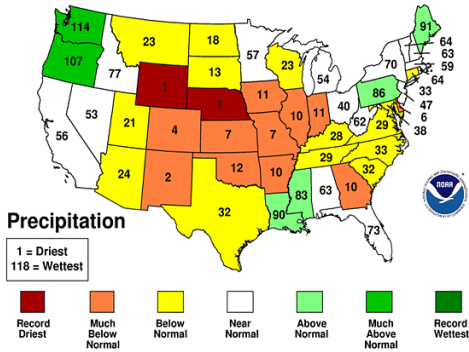 114
91
23
18
57
64
63
59
64
70
107
77
13
23
54
86
33
47
6
38
1
1
11
40
62
10
11
53
21
4
7
7
28
29
33
56
29
24
2
12
10
32
32
90
83
63
10
73
NOAA
Precipitation
1 = Driest
118 = Wettest
Record
Driest
Much
Below
Normal
Below
Normal
Near
Normal
Above
Normal
Much
Above
Normal
Record
Wettest